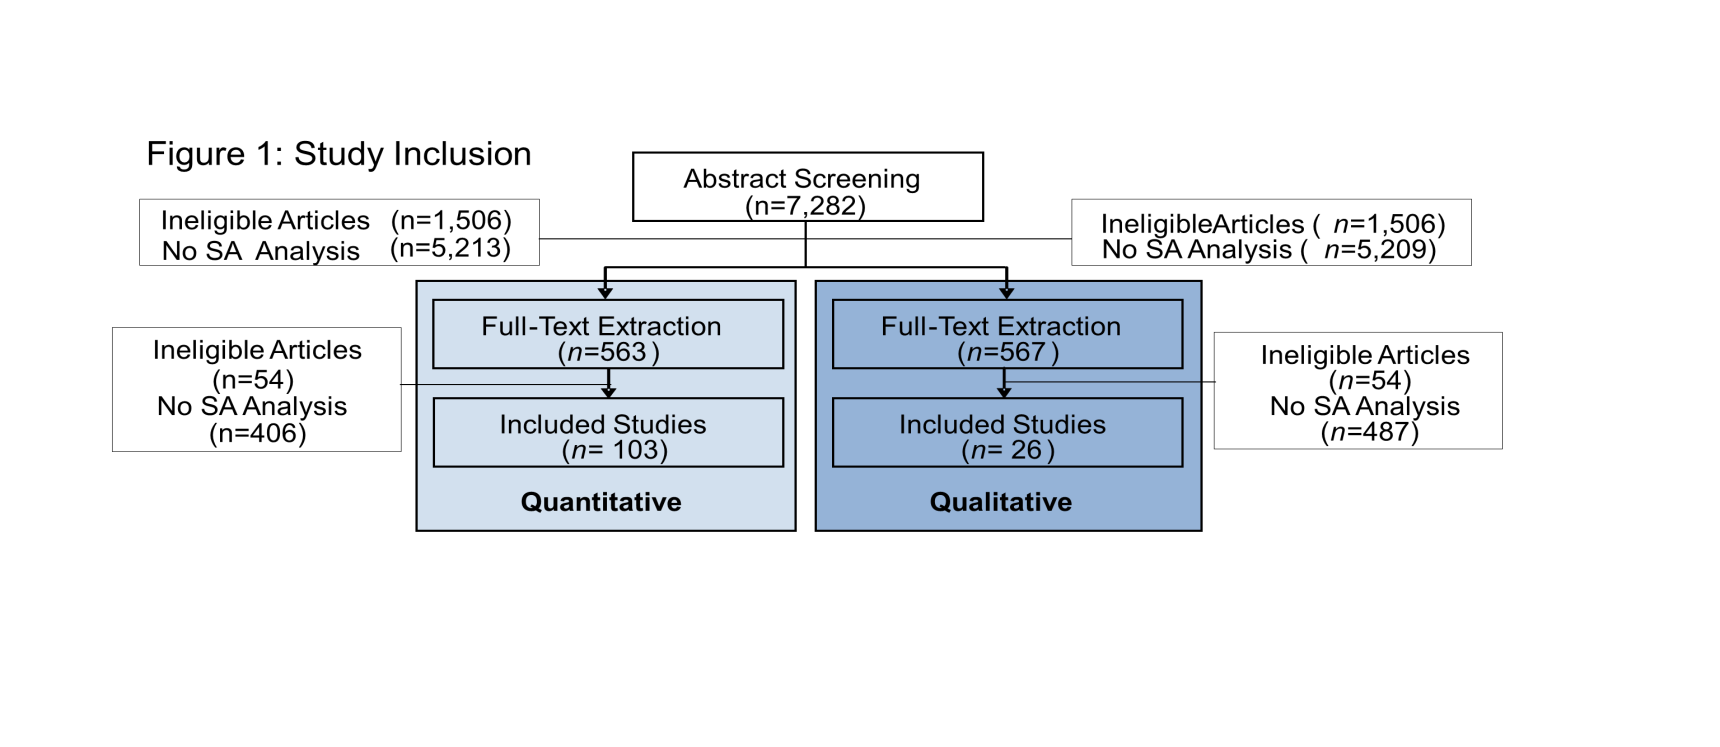 Figure 1: Study Inclusion
Abstract Screening
(n=7,282)
Ineligible Articles (n=1,506)
No SA Analysis (n=5,213)
IneligibleArticles ( n=1,506)
No SA Analysis ( n=5,209)
Full-Text Extraction
(n=563)
Full-Text Extraction
(n=567)
Ineligible Articles
(n=54)
No SA Analysis
(n=406)
Ineligible Articles
(n=54)
No SA Analysis
(n=487)
Included Studies
(n= 103)
Included Studies
(n= 26)
Quantitative
Qualitative